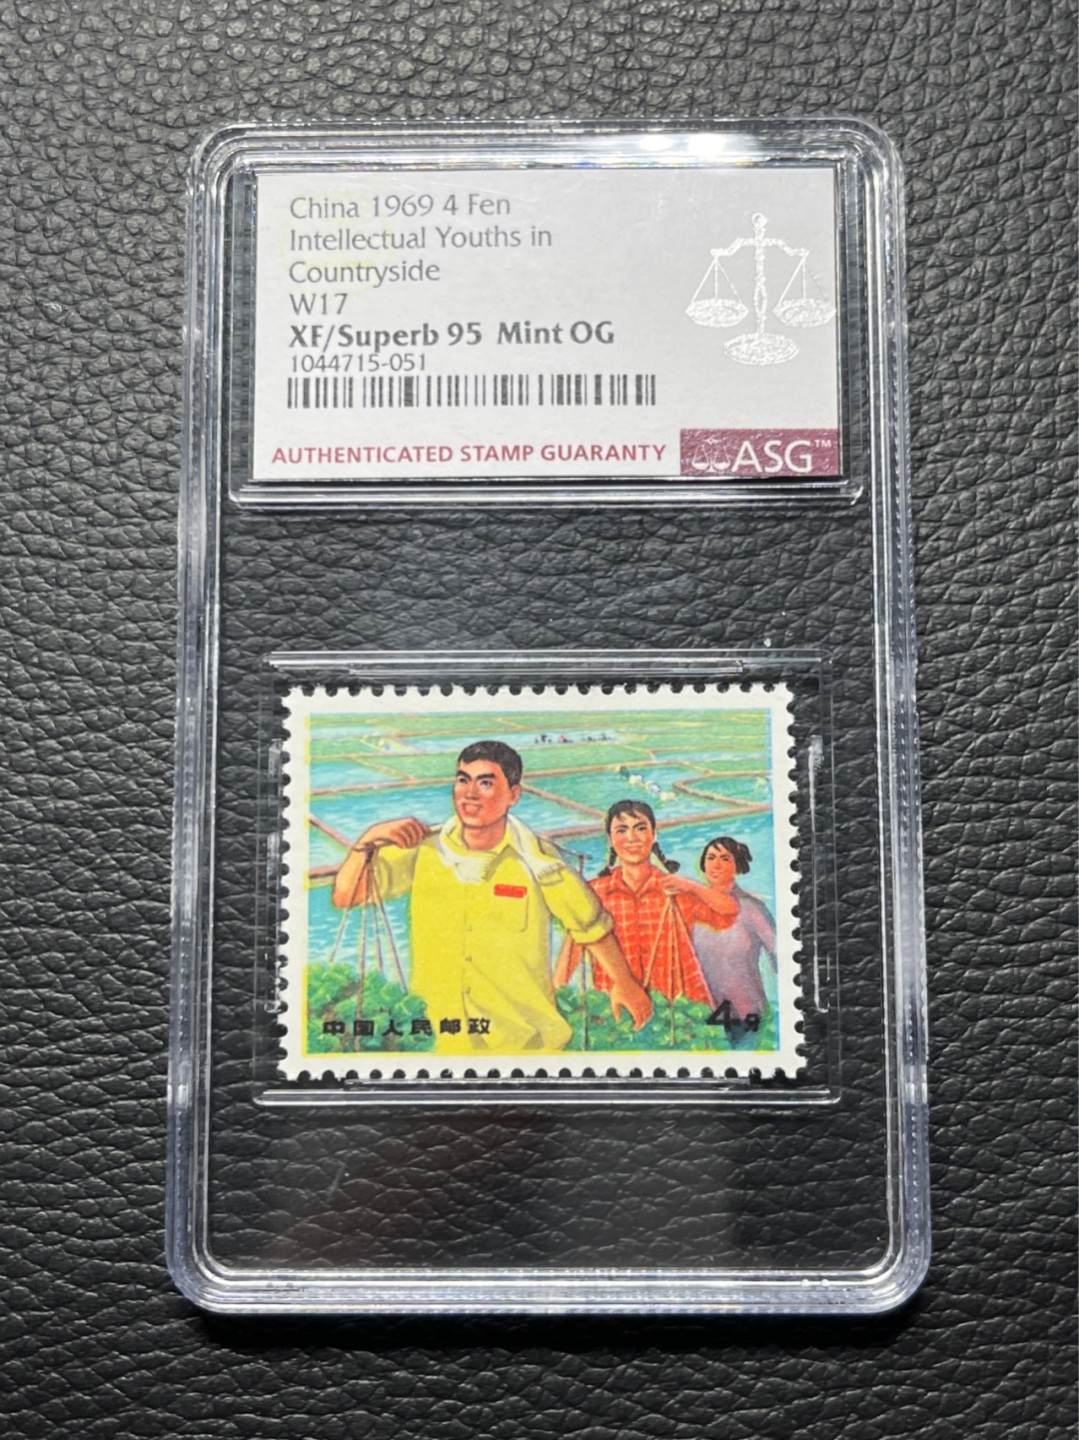 China 1969 4 Fen
Intellectual Youths in
Countryside
W17
XF/Superb 95 Mint OG
1044715-051
AUTHENTICATED STAMP GUARANTY
ASG™
中国人民邮政
4分